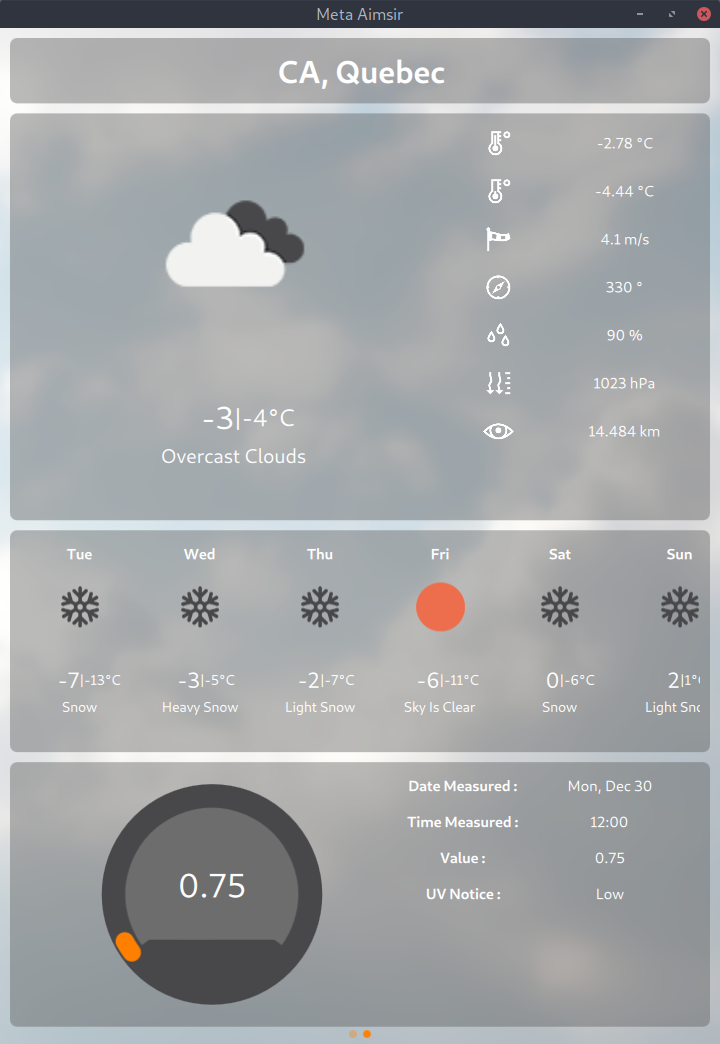 Meta Aimsir
CA, Quebec
-2.78 °C
-4.44 °C
4.1 m/s
330 °
90 %
1023 hPa
14.484 km
-3|-4°C
Overcast Clouds
Tue Wed Thu Fri Sat Sun
-7|-13°C -3|-5°C -2|-7°C -6|-11°C 0|-6°C 2|1°
Snow Heavy Snow Light Snow Sky Is Clear Snow Light
0.75
Date Measured : Mon, Dec 30
Time Measured : 12:00
Value : 0.75
UV Notice : Low